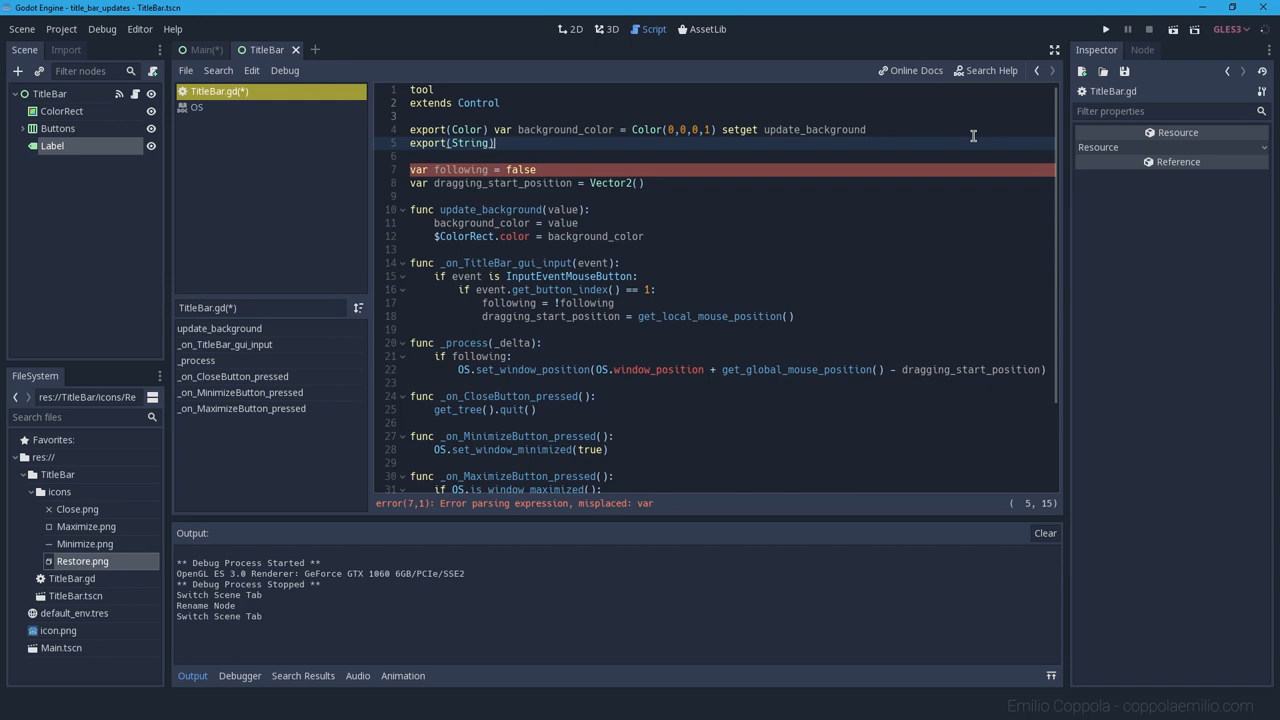 Godot Engine - title_bar_updates - TitleBar.tscn
Scene Project Debug Editor Help
2D 3D Script AssetLib
GLES3
Scene Import
Filter nodes
TitleBar
ColorRect
Buttons
Label
Main(*) TitleBar
File Search Edit Debug
Online Docs Search Help
TitleBar.gd(*)
OS
TitleBar.gd(*)
update_background
_on_TitleBar_gui_input
_process
_on_CloseButton_pressed
_on_MinimizeButton_pressed
_on_MaximizeButton_pressed
1 tool
2 extends Control
3
4 export(Color) var background_color = Color(0,0,0,1) setget update_background
5 export(String)
6
7 var following = false
8 var dragging_start_position = Vector2()
9
10 func update_background(value):
11 background_color = value
12 $ColorRect.color = background_color
13
14 func _on_TitleBar_gui_input(event):
15 if event is InputEventMouseButton:
16 if event.get_button_index() == 1:
17 following = !following
18 dragging_start_position = get_local_mouse_position()
19
20 func _process(_delta):
21 if following:
22 OS.set_window_position(OS.window_position + get_global_mouse_position() - dragging_start_position)
23
24 func _on_CloseButton_pressed():
25 get_tree().quit()
26
27 func _on_MinimizeButton_pressed():
28 OS.set_window_minimized(true)
29
30 func _on_MaximizeButton_pressed():
31 if OS.is_window_maximized():
error(7,1): Error parsing expression, misplaced: var
( 5, 15)
FileSystem
res://TitleBar/icons/Re
Search files
Favorites:
res://
TitleBar
icons
Close.png
Maximize.png
Minimize.png
Restore.png
TitleBar.gd
TitleBar.tscn
default_env.tres
icon.png
Main.tscn
Output:
Clear
** Debug Process Started **
OpenGL ES 3.0 Renderer: GeForce GTX 1060 6GB/PCIe/SSE2
** Debug Process Stopped **
Switch Scene Tab
Rename Node
Switch Scene Tab
Output Debugger Search Results Audio Animation
Inspector Node
TitleBar.gd
Filter properties
Resource
Resource
Reference
Emilio Coppola - coppolaemilio.com